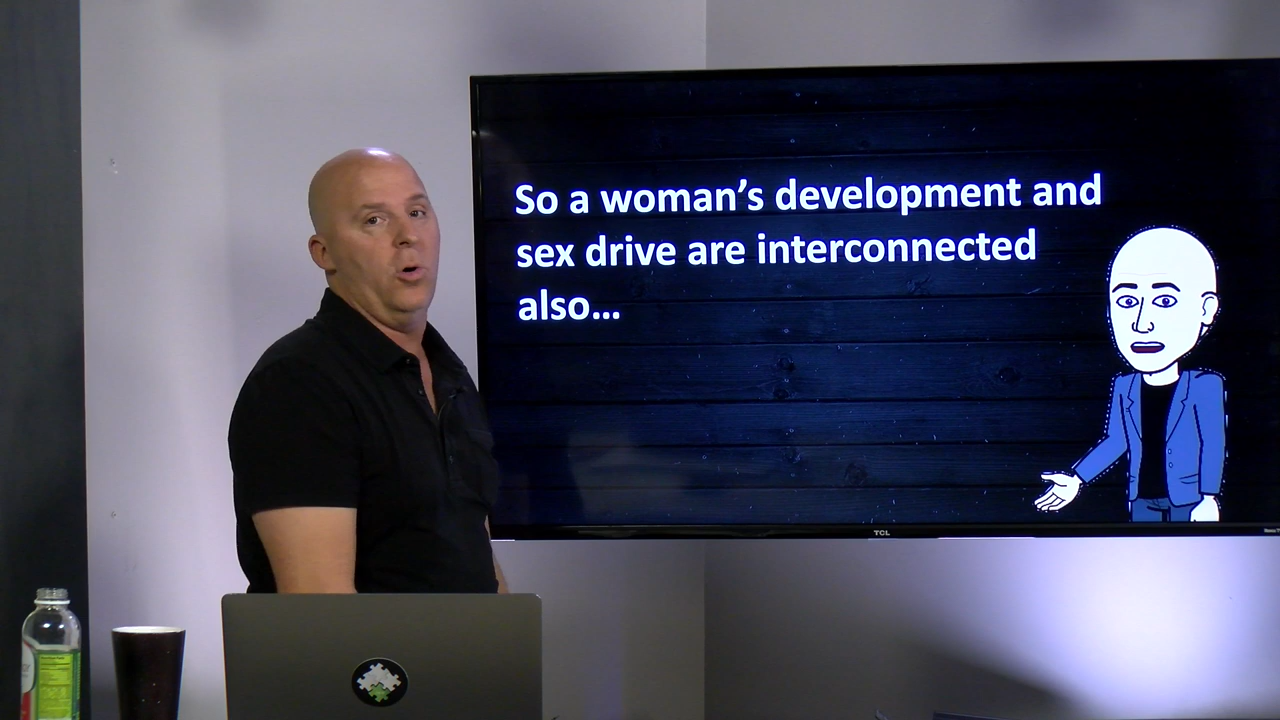 So a woman’s development and
sex drive are interconnected
also...
TCL